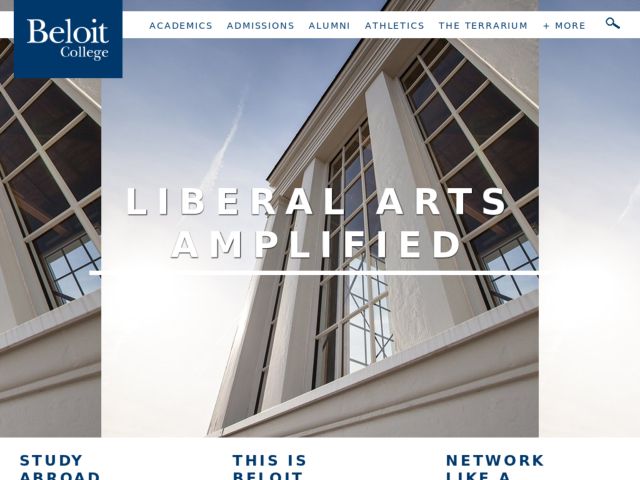 Beloit
College
ACADEMICS ADMISSIONS ALUMNI ATHLETICS THE TERRARIUM + MORE
LIBERAL ARTS
AMPLIFIED
STUDY
ABROAD
THIS IS
BELOIT
NETWORK
LIKE A